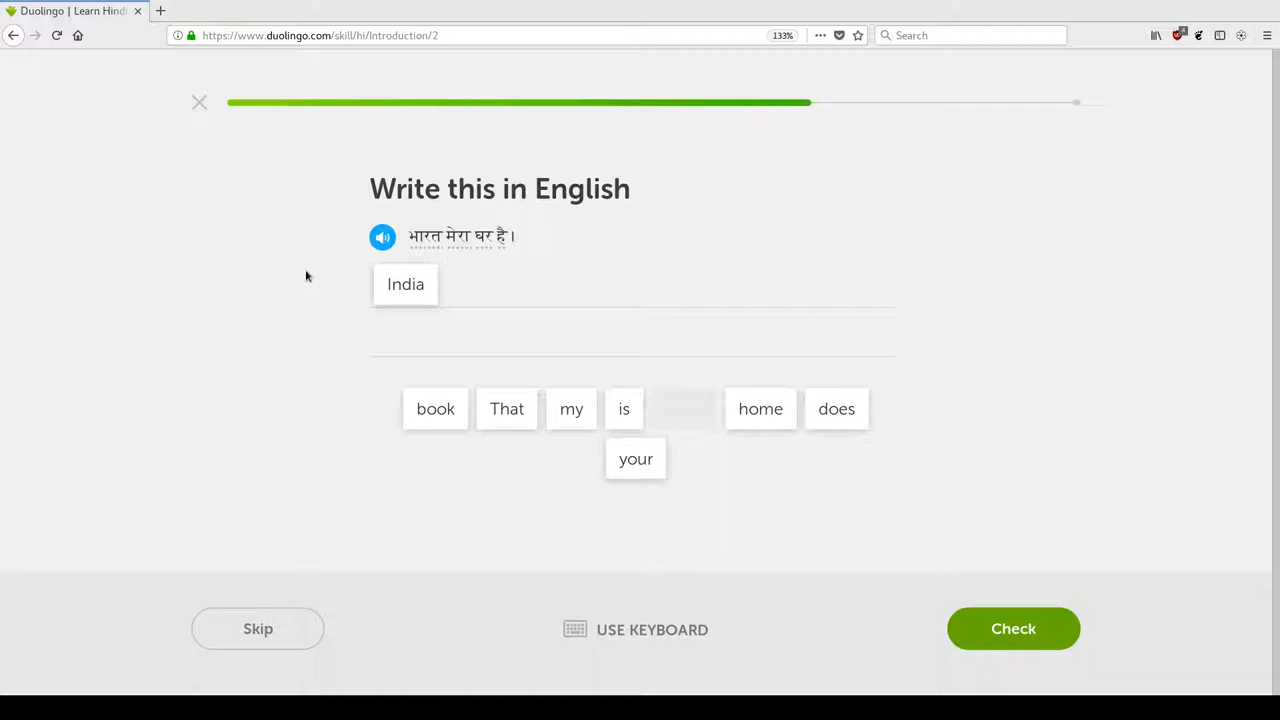 Duolingo | Learn Hindi
https://www.duolingo.com/skill/hi/Introduction/2
133%
Search
4
Write this in English
भारत मेरा घर है।
India
book That my is home does
your
Skip
USE KEYBOARD
Check